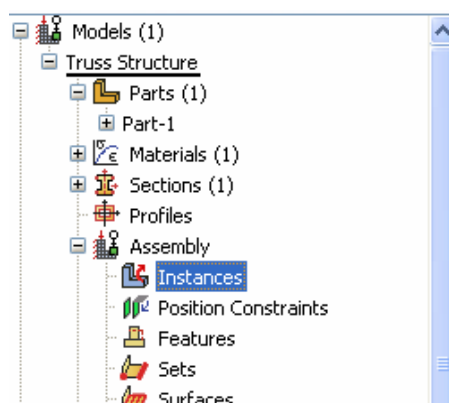 Models (1)
Truss Structure
Parts (1)
Part-1
Materials (1)
Sections (1)
Profiles
Assembly
Instances
Position Constraints
Features
Sets
Surfaces